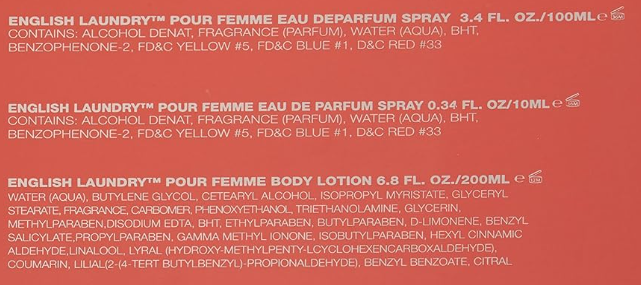 ENGLISH LAUNDRY™ POUR FEMME EAU DEPARFUM SPRAY 3.4 FL. OZ./100ML℮
CONTAINS: ALCOHOL DENAT, FRAGRANCE (PARFUM), WATER (AQUA), BHT,
BENZOPHENONE-2, FD&C YELLOW #5, FD&C BLUE #1, D&C RED #33
ENGLISH LAUNDRY™ POUR FEMME EAU DE PARFUM SPRAY 0.34 FL. OZ/10ML℮
CONTAINS: ALCOHOL DENAT, FRAGRANCE (PARFUM), WATER (AQUA), BHT,
BENZOPHENONE-2, FD&C YELLOW #5, FD&C BLUE #1, D&C RED #33
ENGLISH LAUNDRY™ POUR FEMME BODY LOTION 6.8 FL. OZ./200ML ℮
WATER (AQUA), BUTYLENE GLYCOL, CETEARYL ALCOHOL, ISOPROPYL MYRISTATE, GLYCERYL
STEARATE, FRAGRANCE, CARBOMER, PHENOXYETHANOL, TRIETHANOLAMINE, GLYCERIN,
METHYLPARABEN,DISODIUM EDTA, BHT, ETHYLPARABEN, BUTYLPARABEN, D-LIMONENE, BENZYL
SALICYLATE,PROPYLPARABEN, GAMMA METHYL IONONE, ISOBUTYLPARABEN, HEXYL CINNAMIC
ALDEHYDE,LINALOOL, LYRAL (HYDROXY-METHYLPENTY-LCYCLOHEXENCARBOXALDEHYDE),
COUMARIN, LILIAL(2-(4-TERT BUTYLBENZYL)-PROPIONALDEHYDE), BENZYL BENZOATE, CITRAL